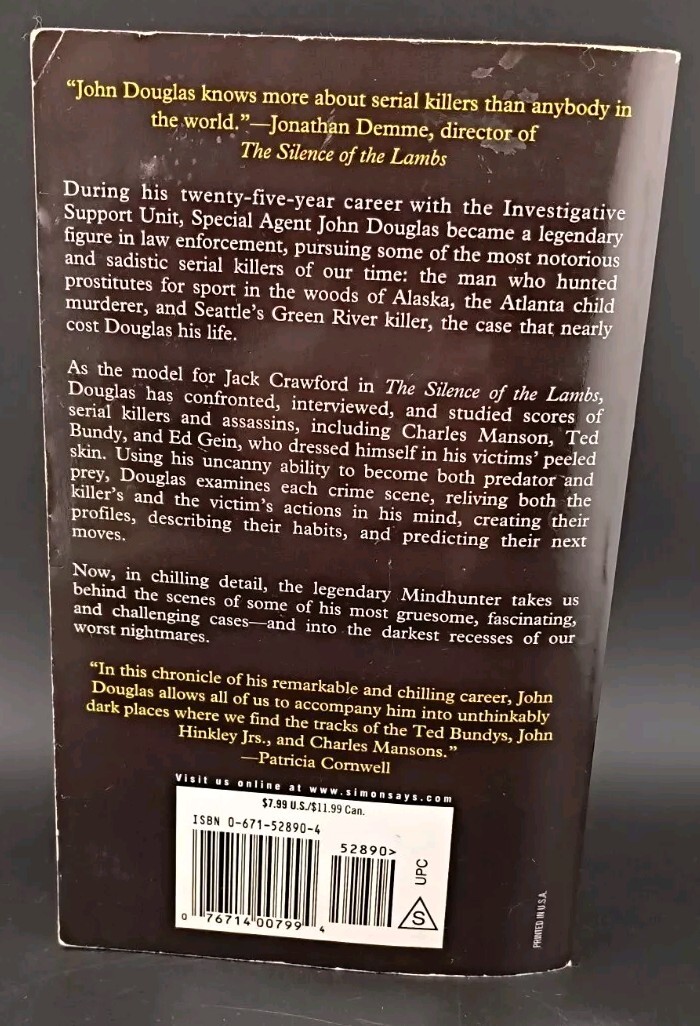 “John Douglas knows more about serial killers than anybody in
the world.”—Jonathan Demme, director of
The Silence of the Lambs
During his twenty-five-year career with the Investigative
Support Unit, Special Agent John Douglas became a legendary
figure in law enforcement, pursuing some of the most notorious
and sadistic serial killers of our time: the man who hunted
prostitutes for sport in the woods of Alaska, the Atlanta child
murderer, and Seattle’s Green River killer, the case that nearly
cost Douglas his life.
As the model for Jack Crawford in The Silence of the Lambs,
Douglas has confronted, interviewed, and studied scores of
serial killers and assassins, including Charles Manson, Ted
Bundy, and Ed Gein, who dressed himself in his victims’ peeled
skin. Using his uncanny ability to become both predator and
prey, Douglas examines each crime scene, reliving both the
killer’s and the victim’s actions in his mind, creating their
profiles, describing their habits, and predicting their next
moves.
Now, in chilling detail, the legendary Mindhunter takes us
behind the scenes of some of his most gruesome, fascinating,
and challenging cases—and into the darkest recesses of our
worst nightmares.
“In this chronicle of his remarkable and chilling career, John
Douglas allows all of us to accompany him into unthinkably
dark places where we find the tracks of the Ted Bundys, John
Hinkley Jrs., and Charles Mansons.”
—Patricia Cornwell
Visit us online at www.simonsays.com
$7.99 U.S./$11.99 Can.
ISBN 0-671-52890-4
52890>
UPC
S
0 76714 00799 4
PRINTED IN U.S.A.